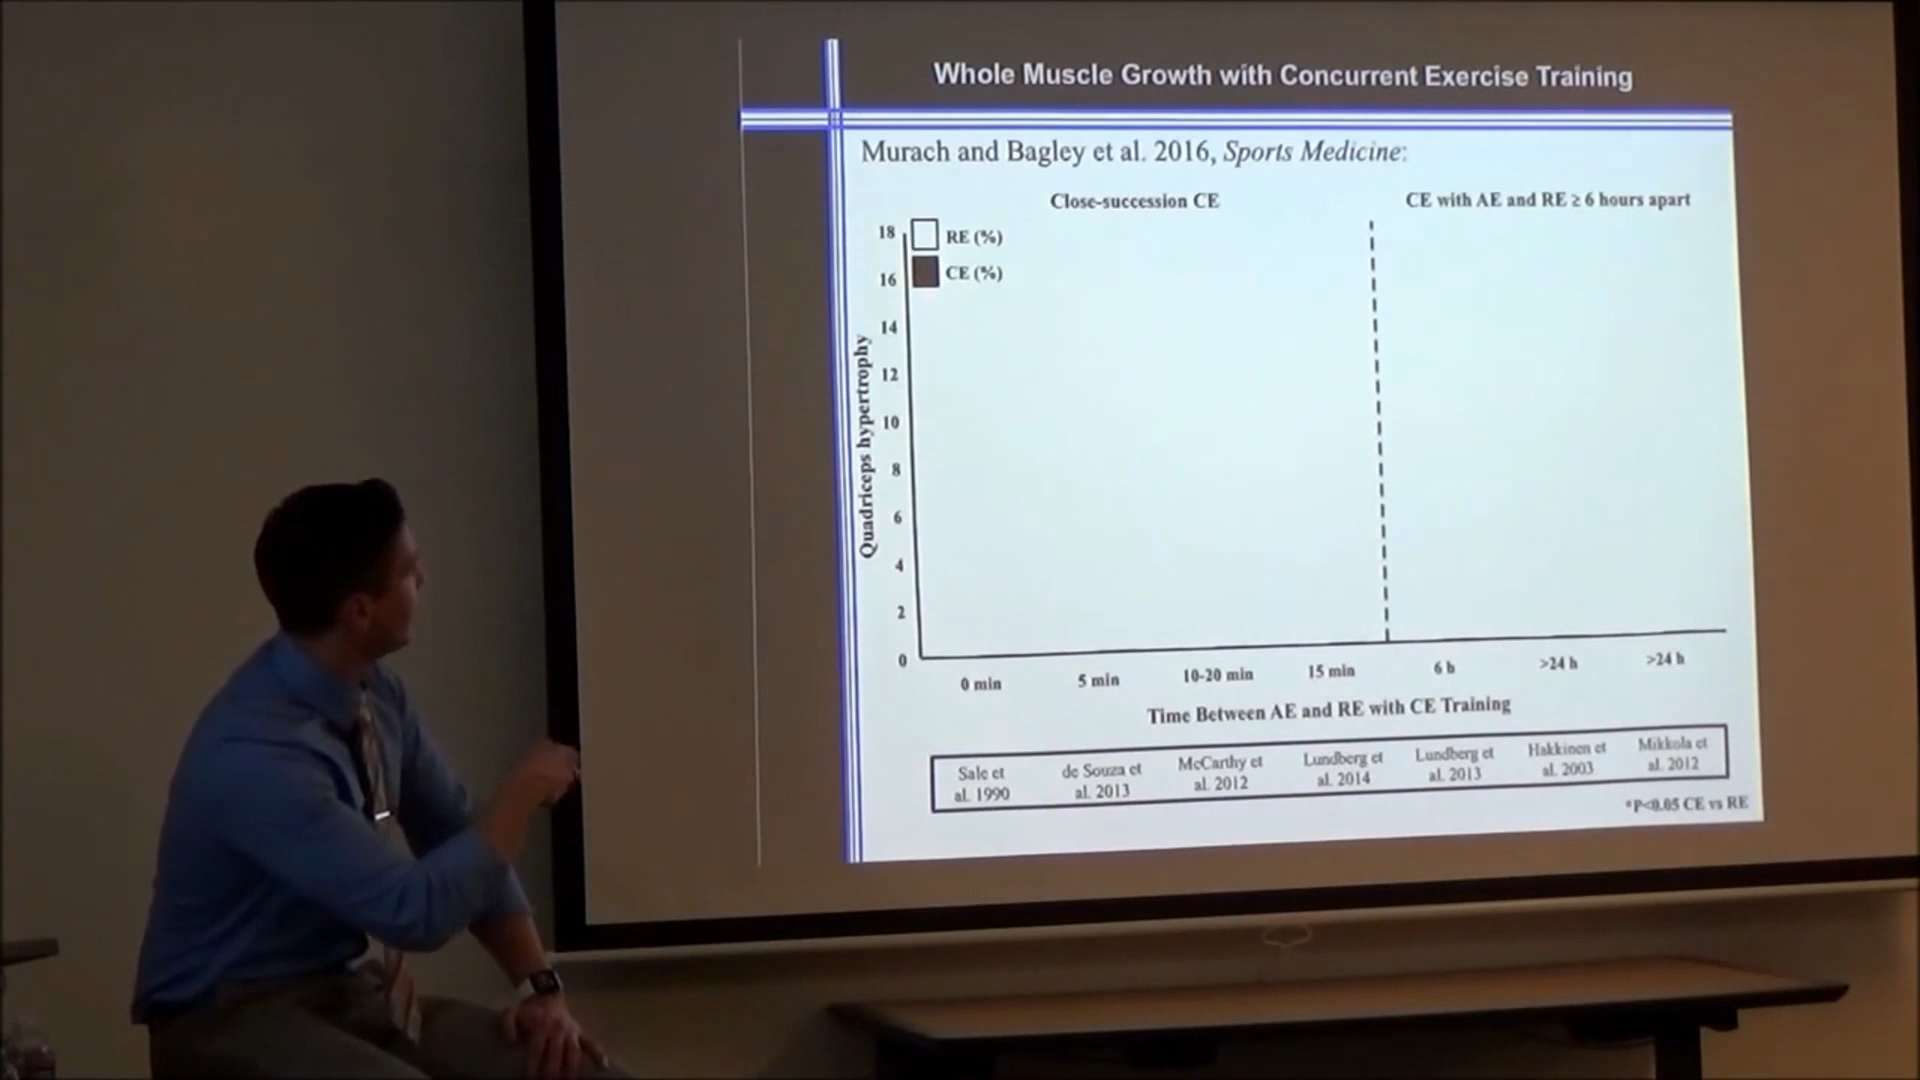 Whole Muscle Growth with Concurrent Exercise Training
Murach and Bagley et al. 2016, Sports Medicine:
Close-succession CE
CE with AE and RE ≥ 6 hours apart
RE (%)
CE (%)
Quadriceps hypertrophy
18
16
14
12
10
8
6
4
2
0
0 min 5 min 10-20 min 15 min 6 h >24 h >24 h
Time Between AE and RE with CE Training
Sale et de Souza et McCarthy et Lundberg et Lundberg et Hakkinen et Mikkola et
al. 1990 al. 2013 al. 2012 al. 2014 al. 2013 al. 2003 al. 2012
*P<0.05 CE vs RE